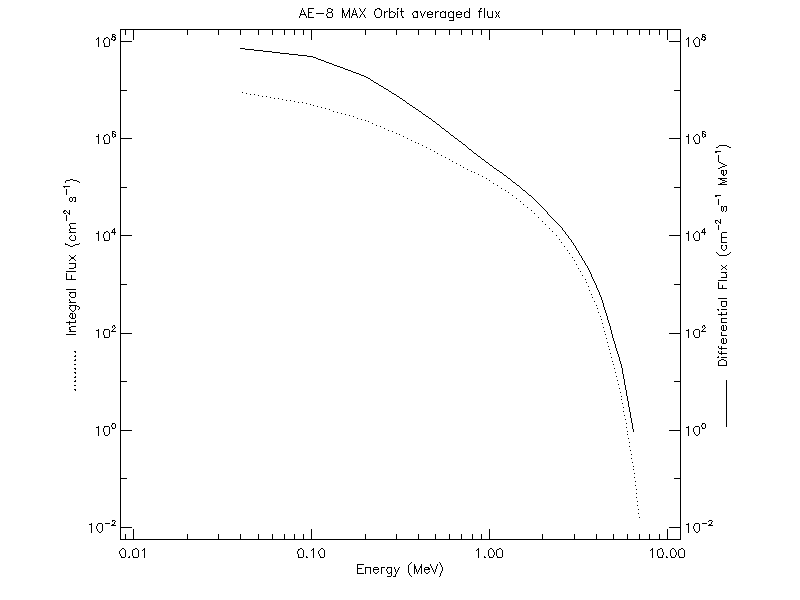 AE-8 MAX Orbit averaged flux
10⁸
10⁶
10⁴
10²
10⁰
10⁻²
Integral Flux (cm⁻² s⁻¹)
10⁸
10⁶
10⁴
10²
10⁰
10⁻²
Differential Flux (cm⁻² s⁻¹ MeV⁻¹)
0.01 0.10 1.00 10.00
Energy (MeV)